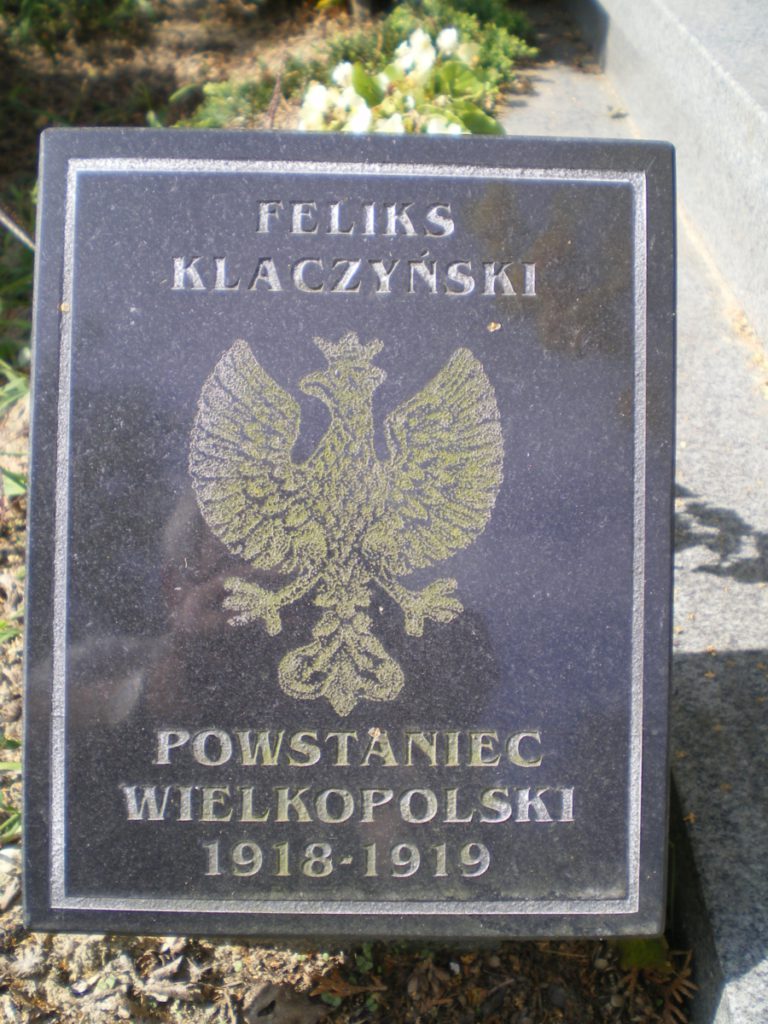 FELIKS
KLACZYŃSKI
POWSTANIEC
WIELKOPOLSKI
1918-1919